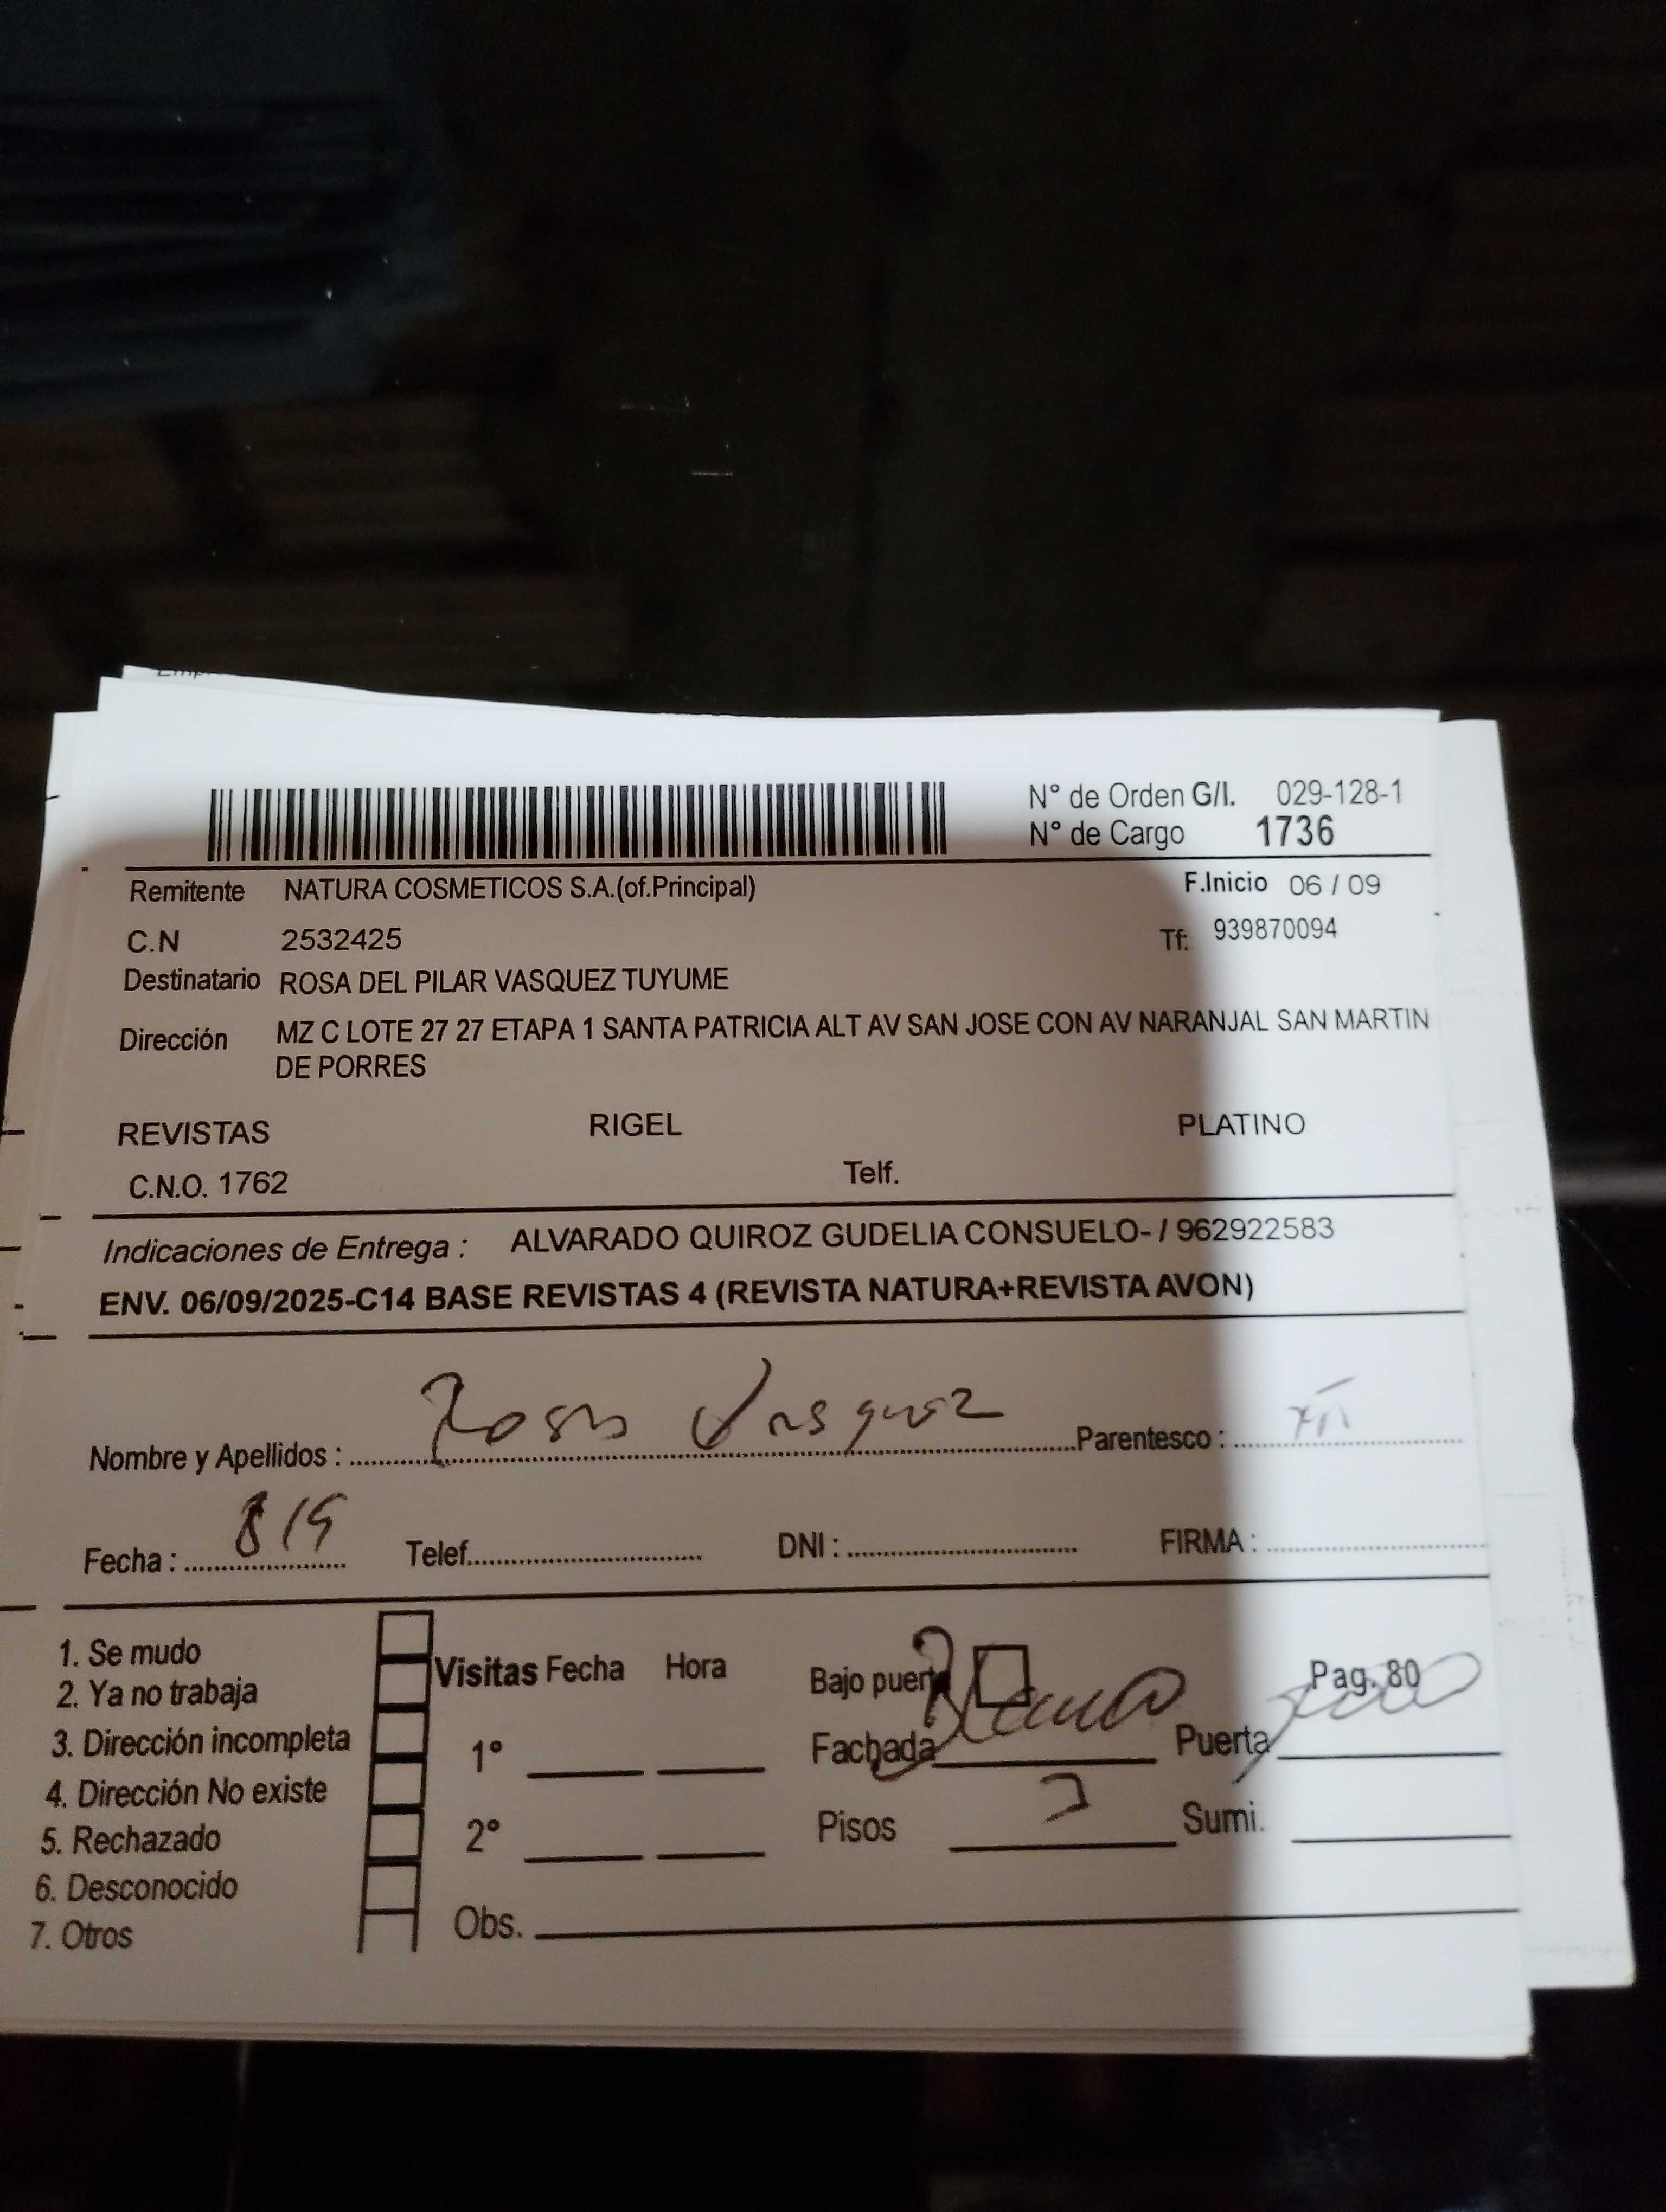 N° de Orden G/I. 029-128-1
N° de Cargo 1736
Remitente NATURA COSMETICOS S.A.(of.Principal) F.Inicio 06 / 09
C.N 2532425 Tf: 939870094
Destinatario ROSA DEL PILAR VASQUEZ TUYUME
Dirección MZ C LOTE 27 27 ETAPA 1 SANTA PATRICIA ALT AV SAN JOSE CON AV NARANJAL SAN MARTIN
DE PORRES
REVISTAS RIGEL PLATINO
C.N.O. 1762 Telf.
Indicaciones de Entrega : ALVARADO QUIROZ GUDELIA CONSUELO- / 962922583
ENV. 06/09/2025-C14 BASE REVISTAS 4 (REVISTA NATURA+REVISTA AVON)
Nombre y Apellidos : Rosa Vasquez Parentesco :
Fecha : 8/9 Telef. DNI : FIRMA :
1. Se mudo
2. Ya no trabaja
3. Dirección incompleta
4. Dirección No existe
5. Rechazado
6. Desconocido
7. Otros
Visitas Fecha Hora
1°
2°
Obs.
Bajo puerta Pag. 80
Fachada Puerta
Pisos Sumi.